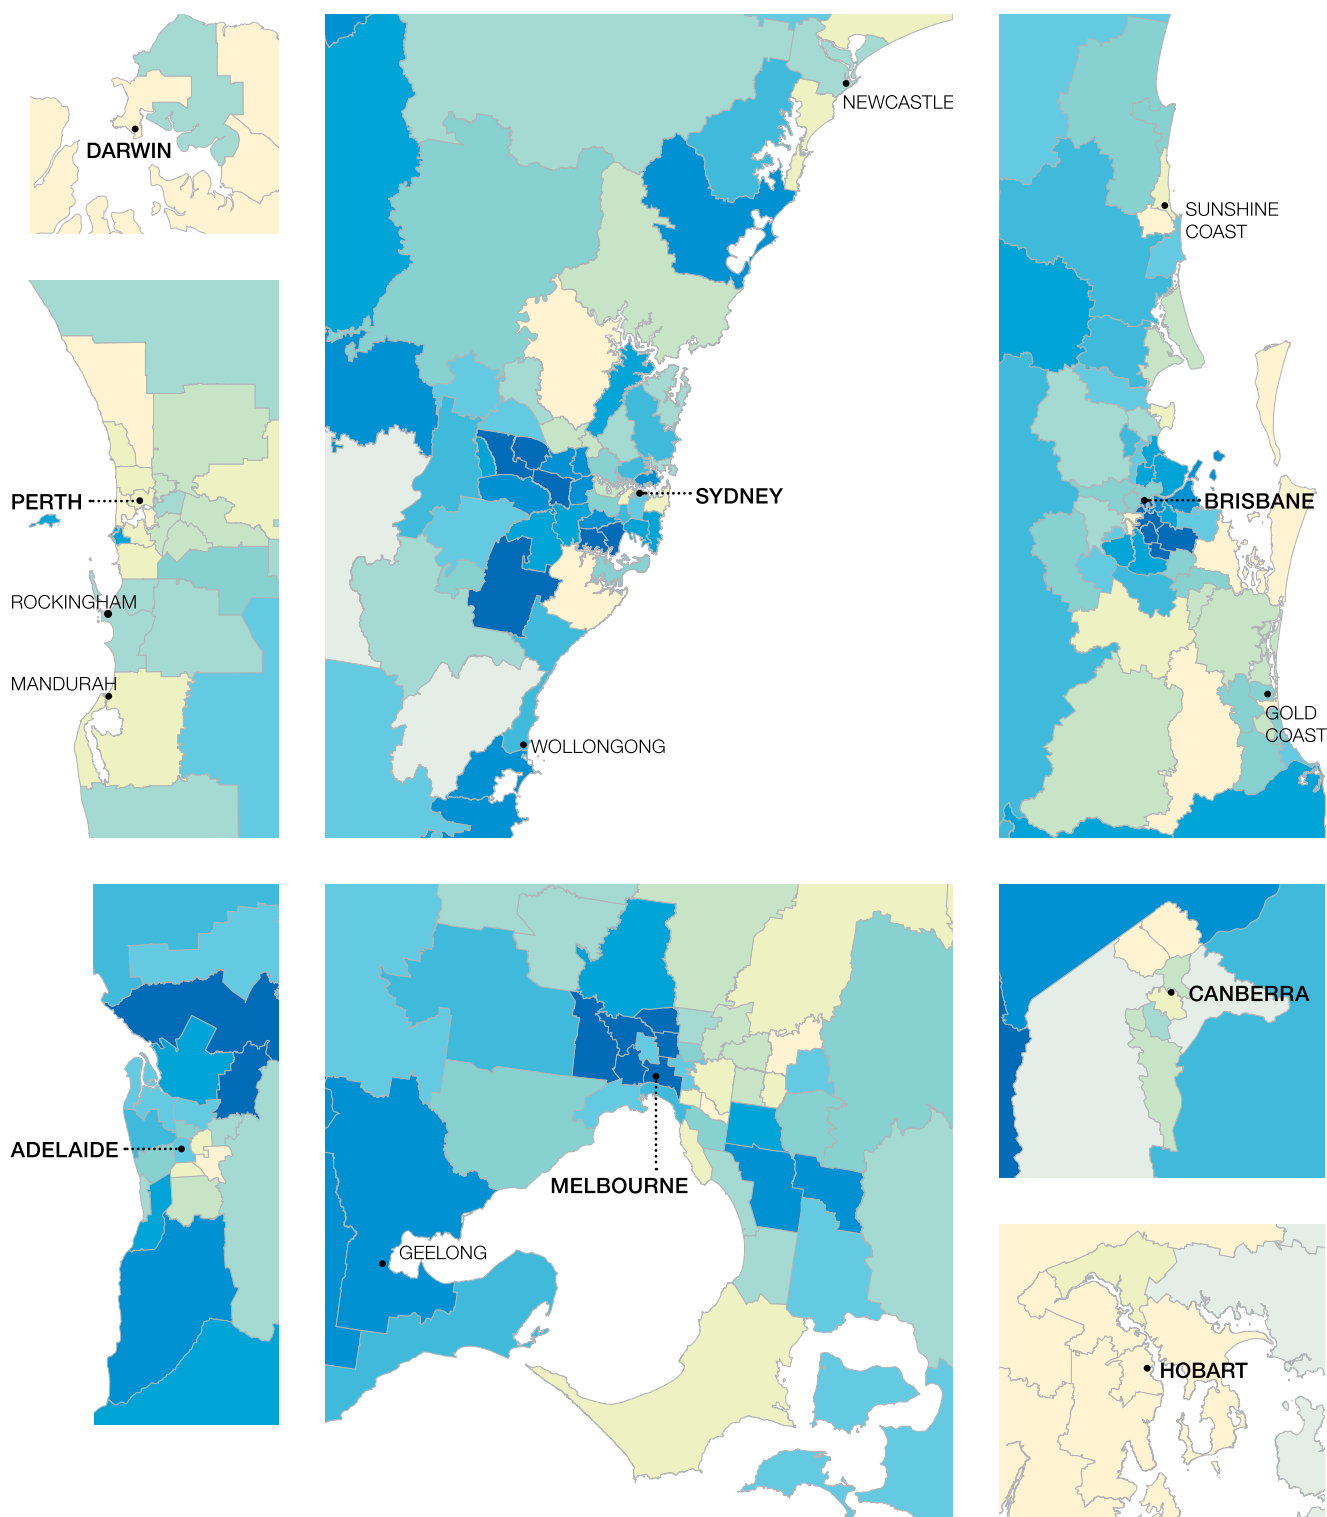 DARWIN
NEWCASTLE
SUNSHINE
COAST
PERTH
SYDNEY
BRISBANE
ROCKINGHAM
MANDURAH
WOLLONGONG
GOLD
COAST
ADELAIDE
MELBOURNE
GEELONG
CANBERRA
HOBART